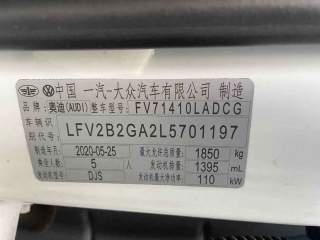 中国 一汽-大众汽车有限公司 制造
品牌:奥迪(AUDI) 整车型号:FV71410LADCG
车辆识别代号: LFV2B2GA2L5701197
制造年月 2020-05-25 最大允许总质量 1850 kg
乘坐人数 5 人 发动机排量 1395 mL
发动机型号 DJS 发动机最大净功率 110 kW